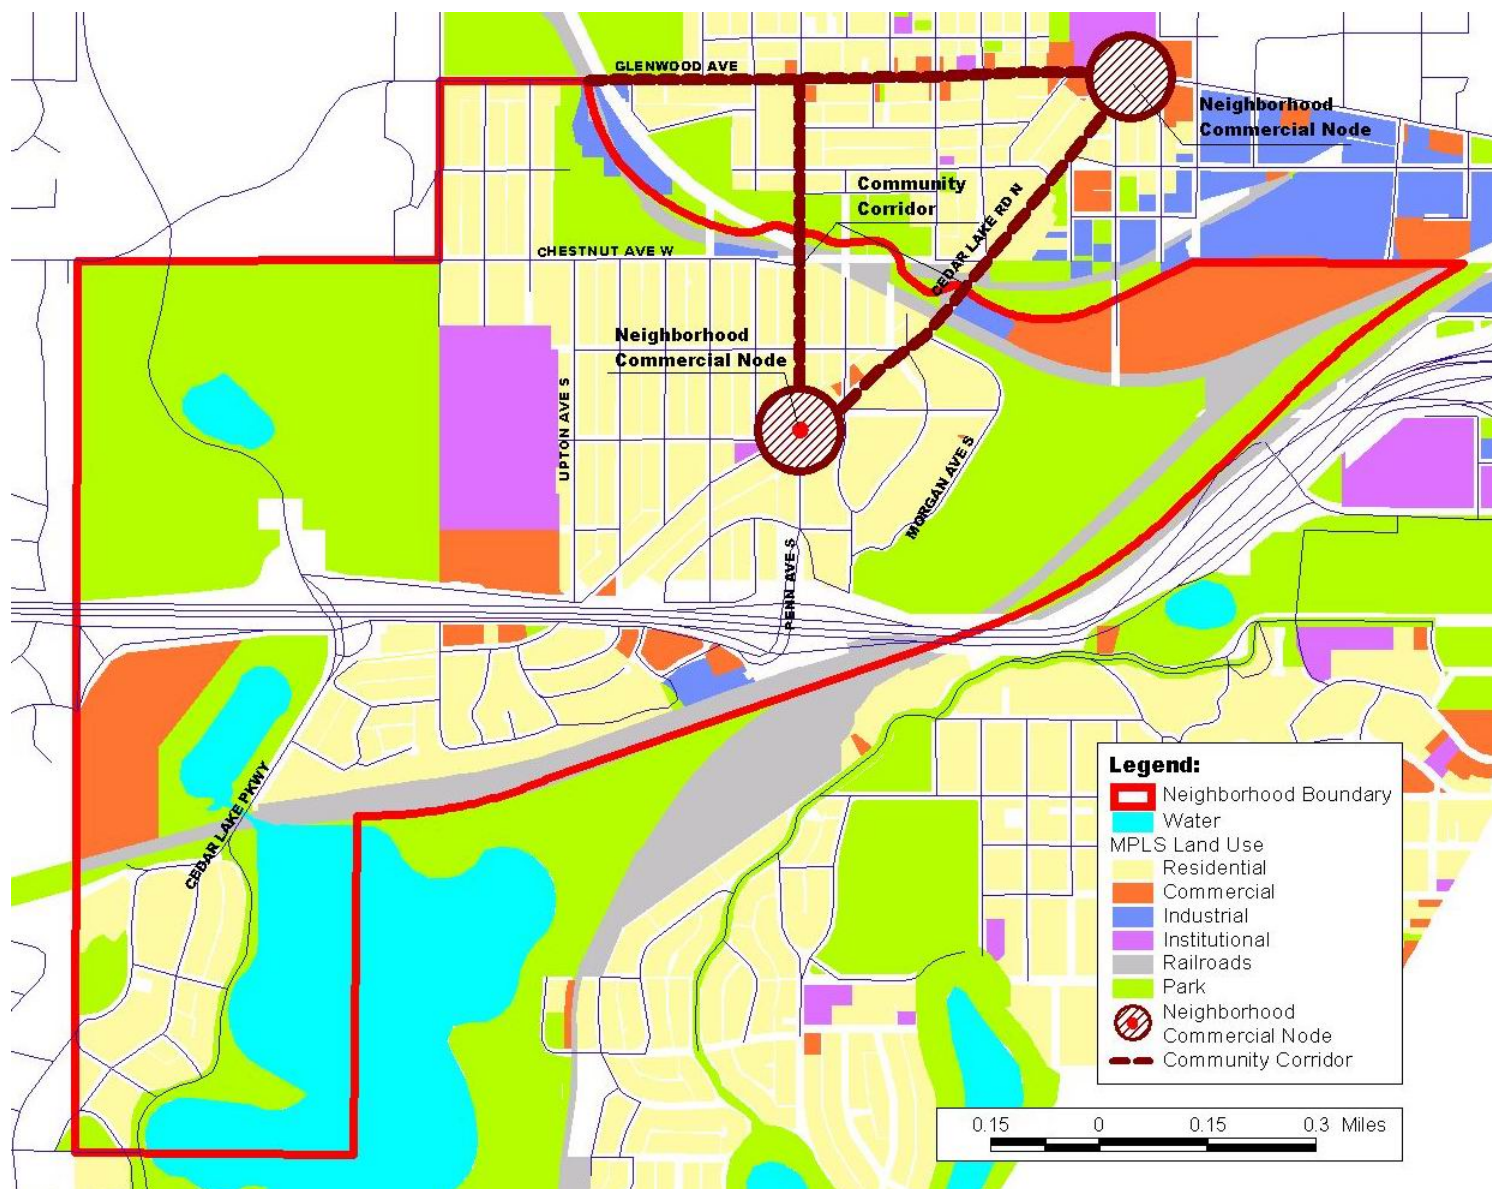 GLENWOOD AVE
Neighborhood
Commercial Node
Community
Corridor
CEDAR LAKE RD N
CHESTNUT AVE W
Neighborhood
Commercial Node
UPTON AVE S
MORGAN AVE S
PENN AVE S
CEDAR LAKE PKWY
Legend:
Neighborhood Boundary
Water
MPLS Land Use
Residential
Commercial
Industrial
Institutional
Railroads
Park
Neighborhood
Commercial Node
Community Corridor
0.15 0 0.15 0.3 Miles